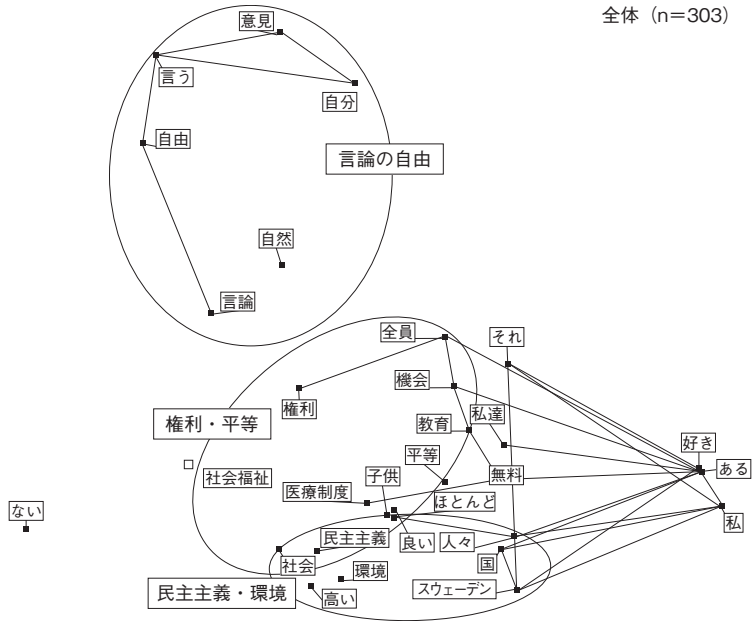 全体（n＝303）
意見
言う
自分
自由
言論の自由
自然
言論
全員
それ
機会
権利
私達
権利・平等
教育
好き
平等
ある
社会福祉
子供
無料
医療制度
ほとんど
ない
私
民主主義
良い
人々
国
社会
環境
民主主義・環境
高い
スウェーデン